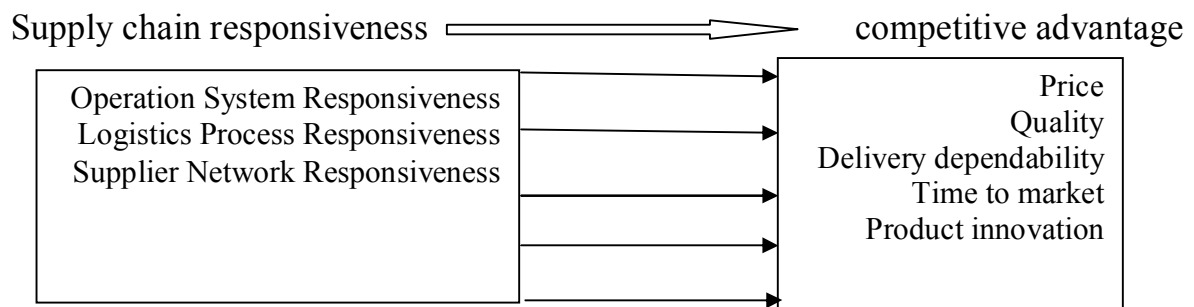 Supply chain responsiveness competitive advantage
Operation System Responsiveness
Logistics Process Responsiveness
Supplier Network Responsiveness
Price
Quality
Delivery dependability
Time to market
Product innovation